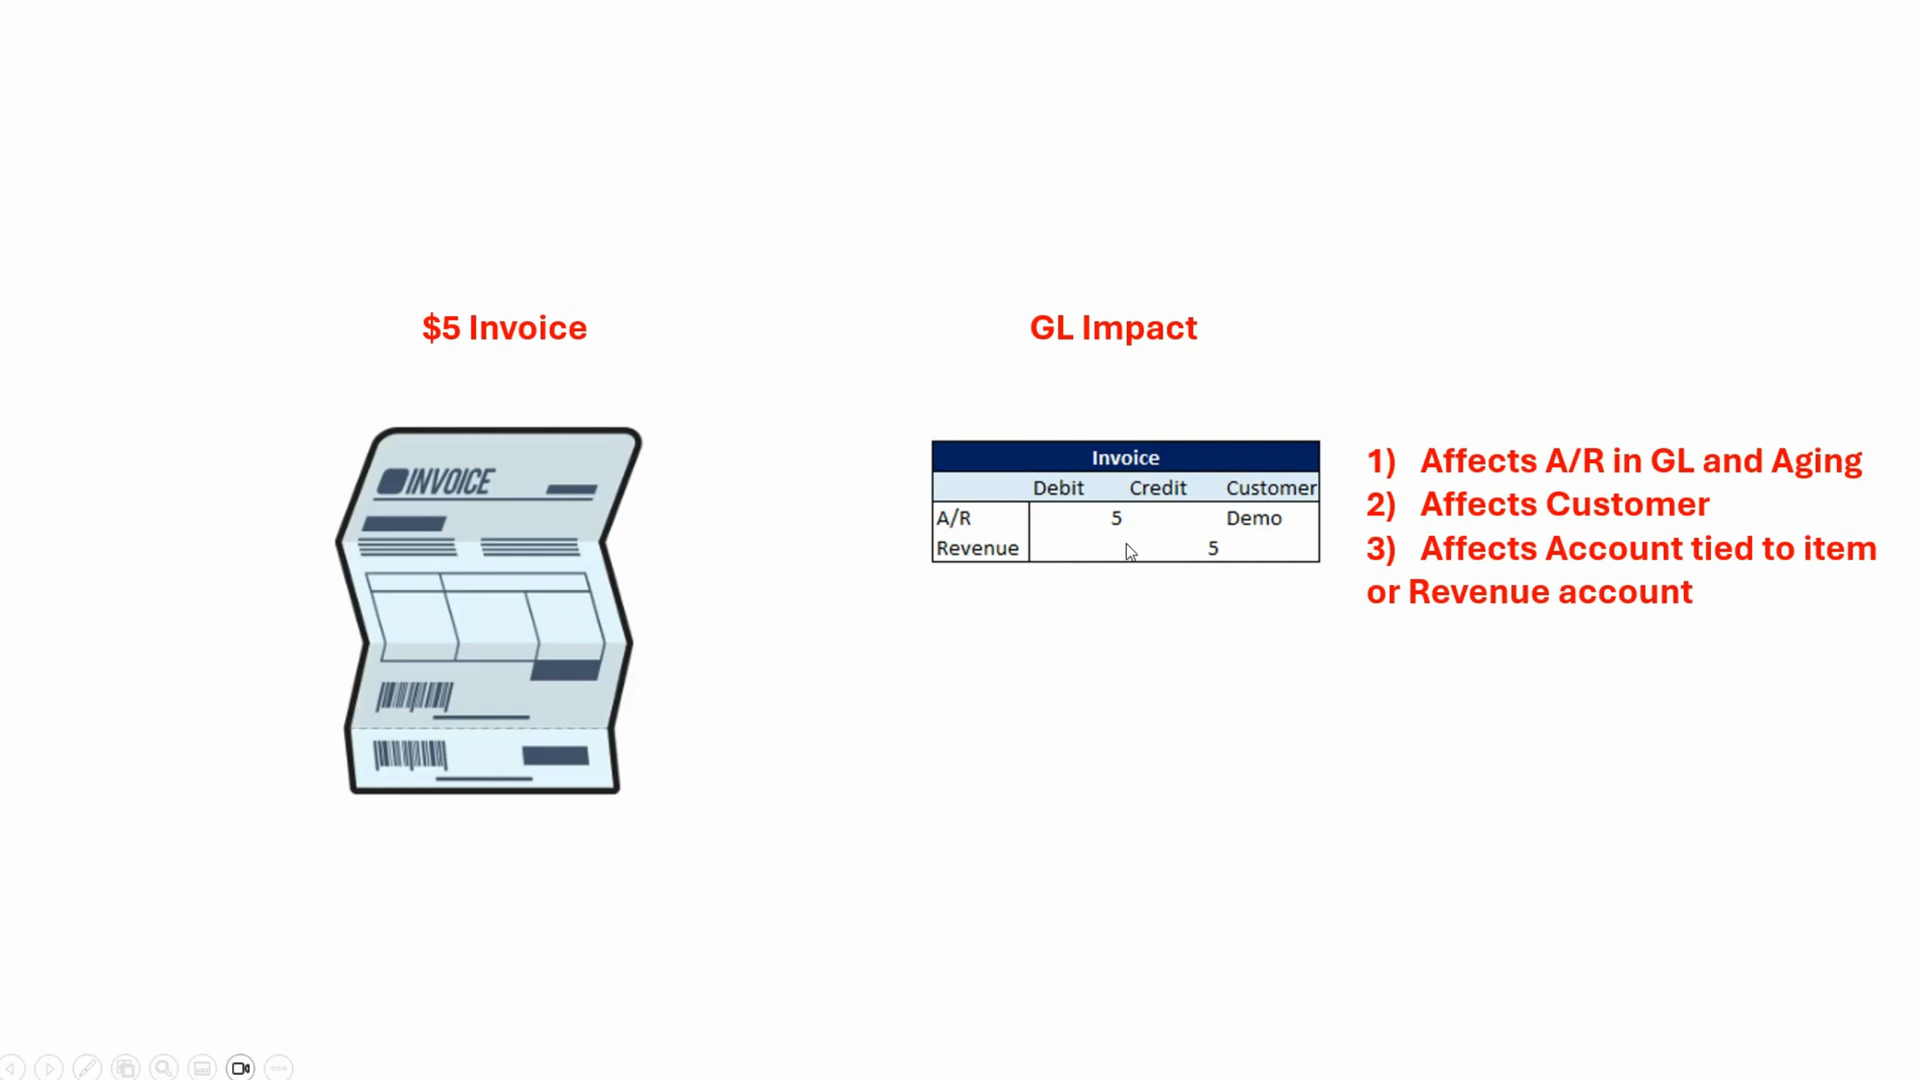 $5 Invoice
GL Impact
INVOICE
Invoice
Debit Credit Customer
A/R 5 Demo
Revenue 5
1) Affects A/R in GL and Aging
2) Affects Customer
3) Affects Account tied to item
or Revenue account